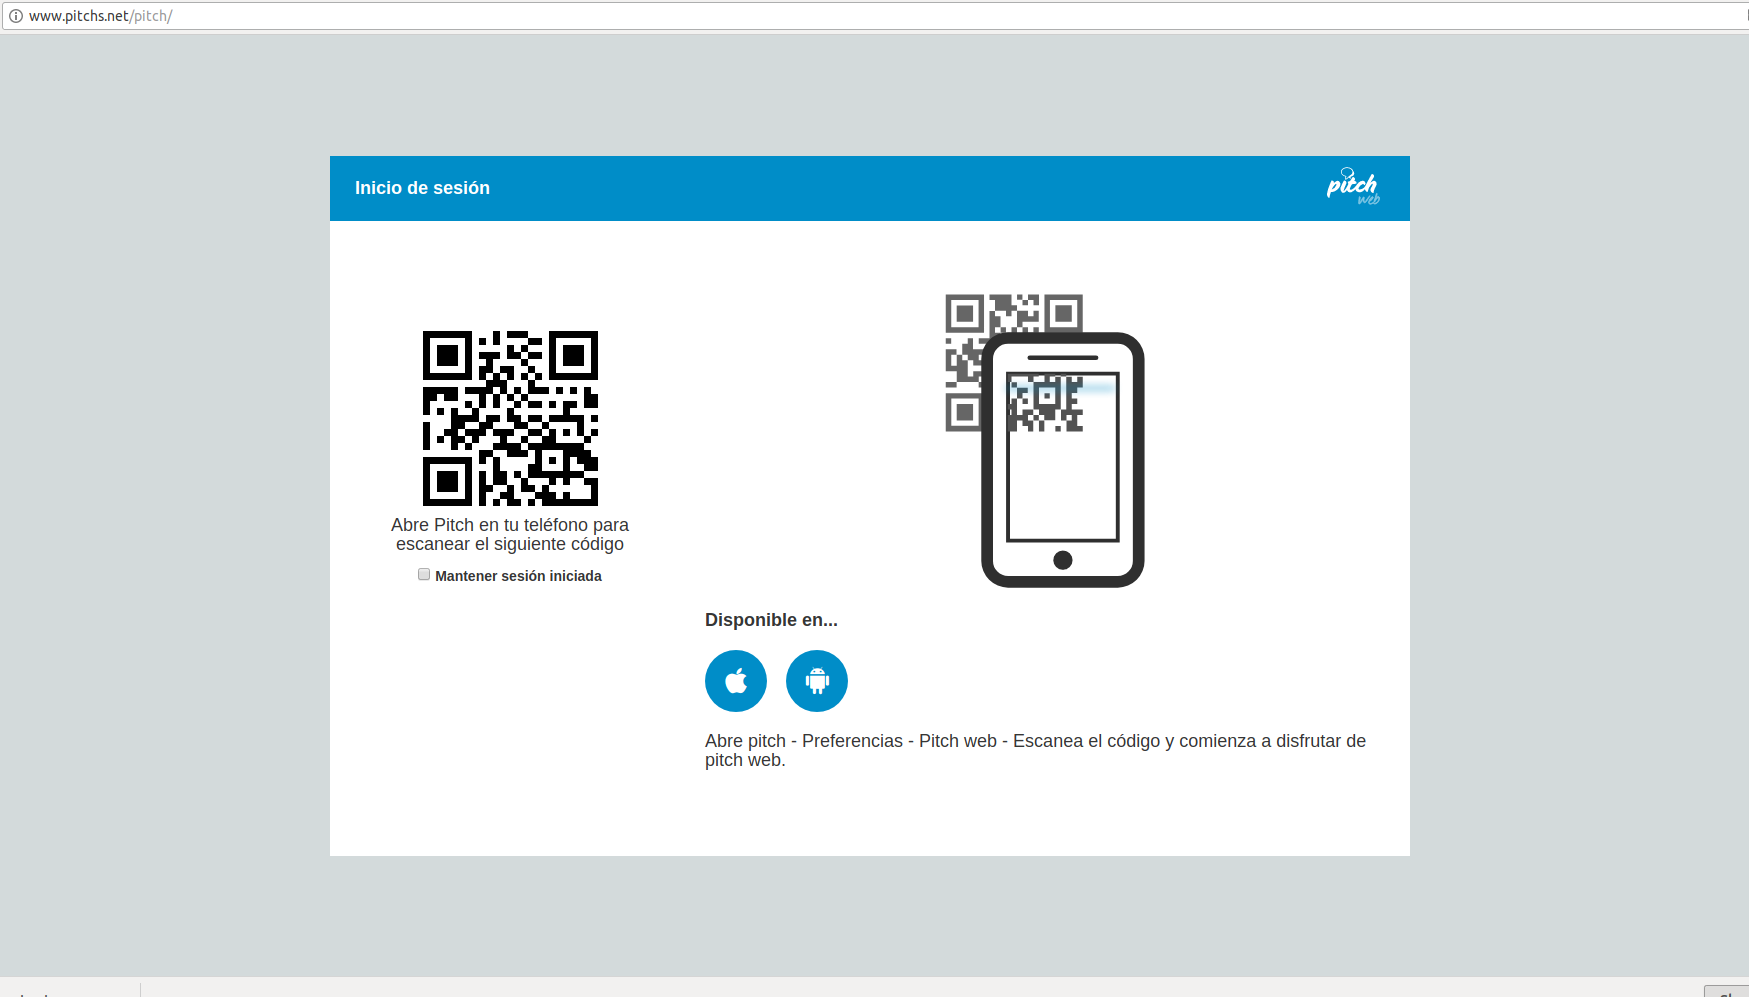 www.pitchs.net/pitch/
Inicio de sesión
pitch
web
Abre Pitch en tu teléfono para
escanear el siguiente código
Mantener sesión iniciada
Disponible en...
Abre pitch - Preferencias - Pitch web - Escanea el código y comienza a disfrutar de
pitch web.